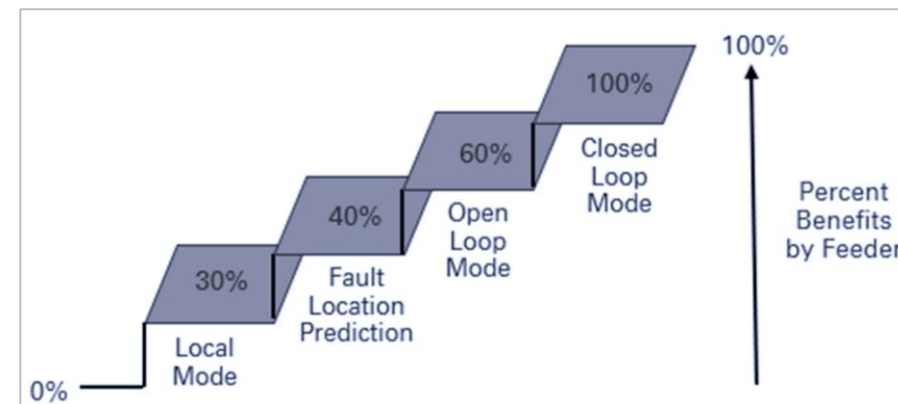 100%
100%
60%
Closed
Loop
Mode
40%
Open
Loop
Mode
Percent
Benefits
by Feeder
30%
Fault
Location
Prediction
Local
Mode
0%